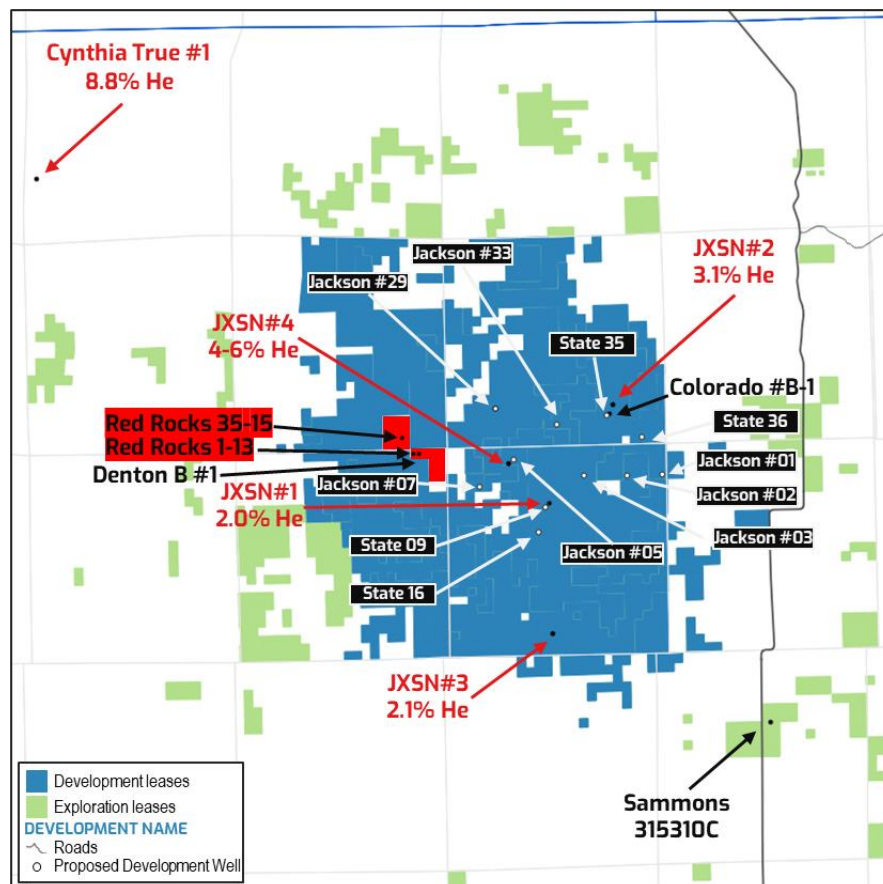 Cynthia True #1
8.8% He
Jackson #33
Jackson #29
JXSN#2
3.1% He
JXSN#4
4-6% He
State 35
Colorado #B-1
Red Rocks 35-15
Red Rocks 1-13
Denton B #1
State 36
Jackson #01
Jackson #07
JXSN#1
2.0% He
Jackson #02
State 09
Jackson #05
Jackson #03
State 16
JXSN#3
2.1% He
Sammons
315310C
Development leases
Exploration leases
DEVELOPMENT NAME
Roads
Proposed Development Well